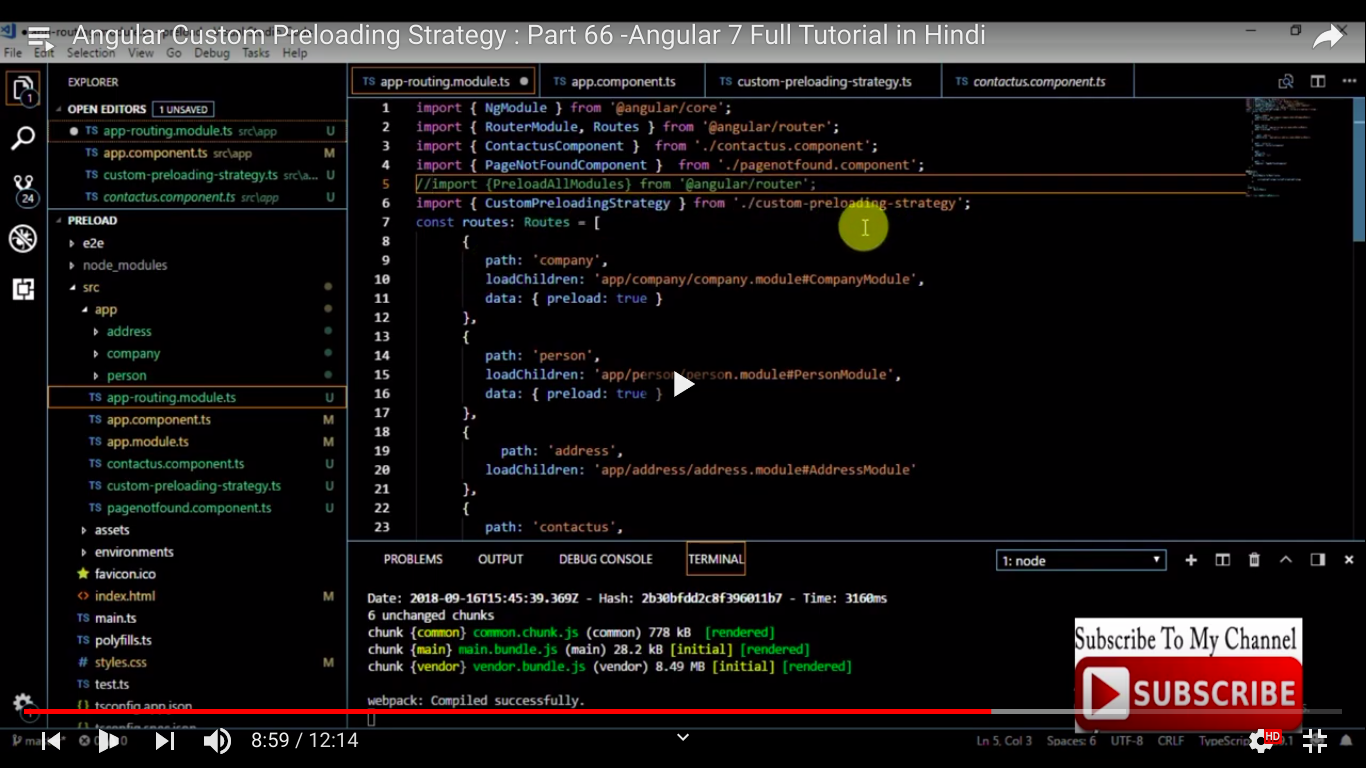 Angular Custom Preloading Strategy : Part 66 -Angular 7 Full Tutorial in Hindi
File Edit Selection View Go Debug Tasks Help
EXPLORER
OPEN EDITORS 1 UNSAVED
TS app-routing.module.ts src\app U
TS app.component.ts src\app M
TS custom-preloading-strategy.ts src\a... U
TS contactus.component.ts src\app U
PRELOAD
e2e
node_modules
src
app
address
company
person
TS app-routing.module.ts U
TS app.component.ts M
TS app.module.ts M
TS contactus.component.ts U
TS custom-preloading-strategy.ts U
TS pagenotfound.component.ts U
assets
environments
favicon.ico
<> index.html M
TS main.ts
TS polyfills.ts
# styles.css M
TS test.ts
{} tsconfig.app.json
{} tsconfig.spec.json
1
24
TS app-routing.module.ts TS app.component.ts TS custom-preloading-strategy.ts TS contactus.component.ts
1 import { NgModule } from '@angular/core';
2 import { RouterModule, Routes } from '@angular/router';
3 import { ContactusComponent } from './contactus.component';
4 import { PageNotFoundComponent } from './pagenotfound.component';
5 //import {PreloadAllModules} from '@angular/router';
6 import { CustomPreloadingStrategy } from './custom-preloading-strategy';
7 const routes: Routes = [
8 {
9 path: 'company',
10 loadChildren: 'app/company/company.module#CompanyModule',
11 data: { preload: true }
12 },
13 {
14 path: 'person',
15 loadChildren: 'app/person/person.module#PersonModule',
16 data: { preload: true }
17 },
18 {
19 path: 'address',
20 loadChildren: 'app/address/address.module#AddressModule'
21 },
22 {
23 path: 'contactus',
PROBLEMS OUTPUT DEBUG CONSOLE TERMINAL 1: node
Date: 2018-09-16T15:45:39.369Z - Hash: 2b30bfdd2c8f396011b7 - Time: 3160ms
6 unchanged chunks
chunk {common} common.chunk.js (common) 778 kB [rendered]
chunk {main} main.bundle.js (main) 28.2 kB [initial] [rendered]
chunk {vendor} vendor.bundle.js (vendor) 8.49 MB [initial] [rendered]
webpack: Compiled successfully.
Subscribe To My Channel
SUBSCRIBE
8:59 / 12:14
Ln 5, Col 3 Spaces: 6 UTF-8 CRLF
HD